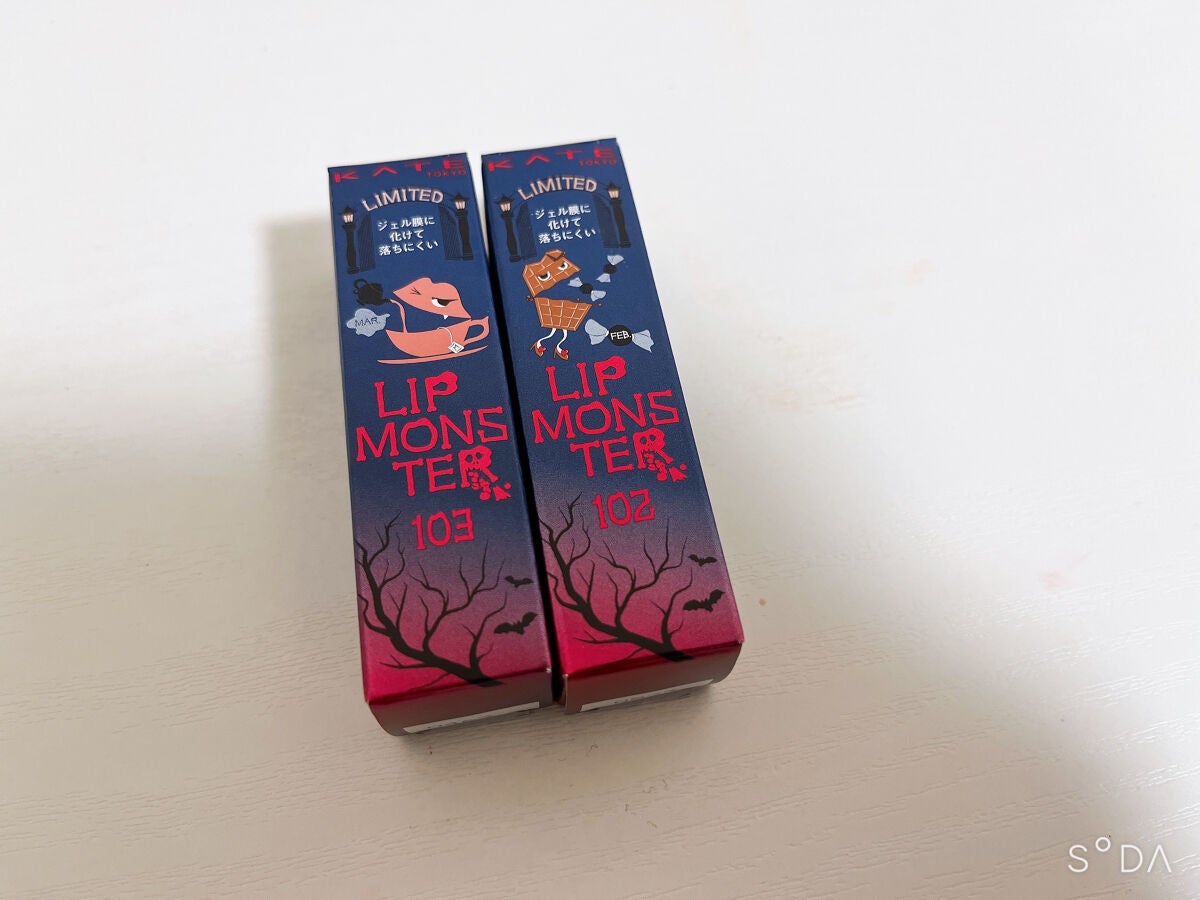 KATE
TOKYO
LIMITED
ジェル膜に
化けて
落ちにくい
MAR.
LIP
MONS
TER
103
KATE
TOKYO
LIMITED
ジェル膜に
化けて
落ちにくい
FEB.
LIP
MONS
TER
102
SODA